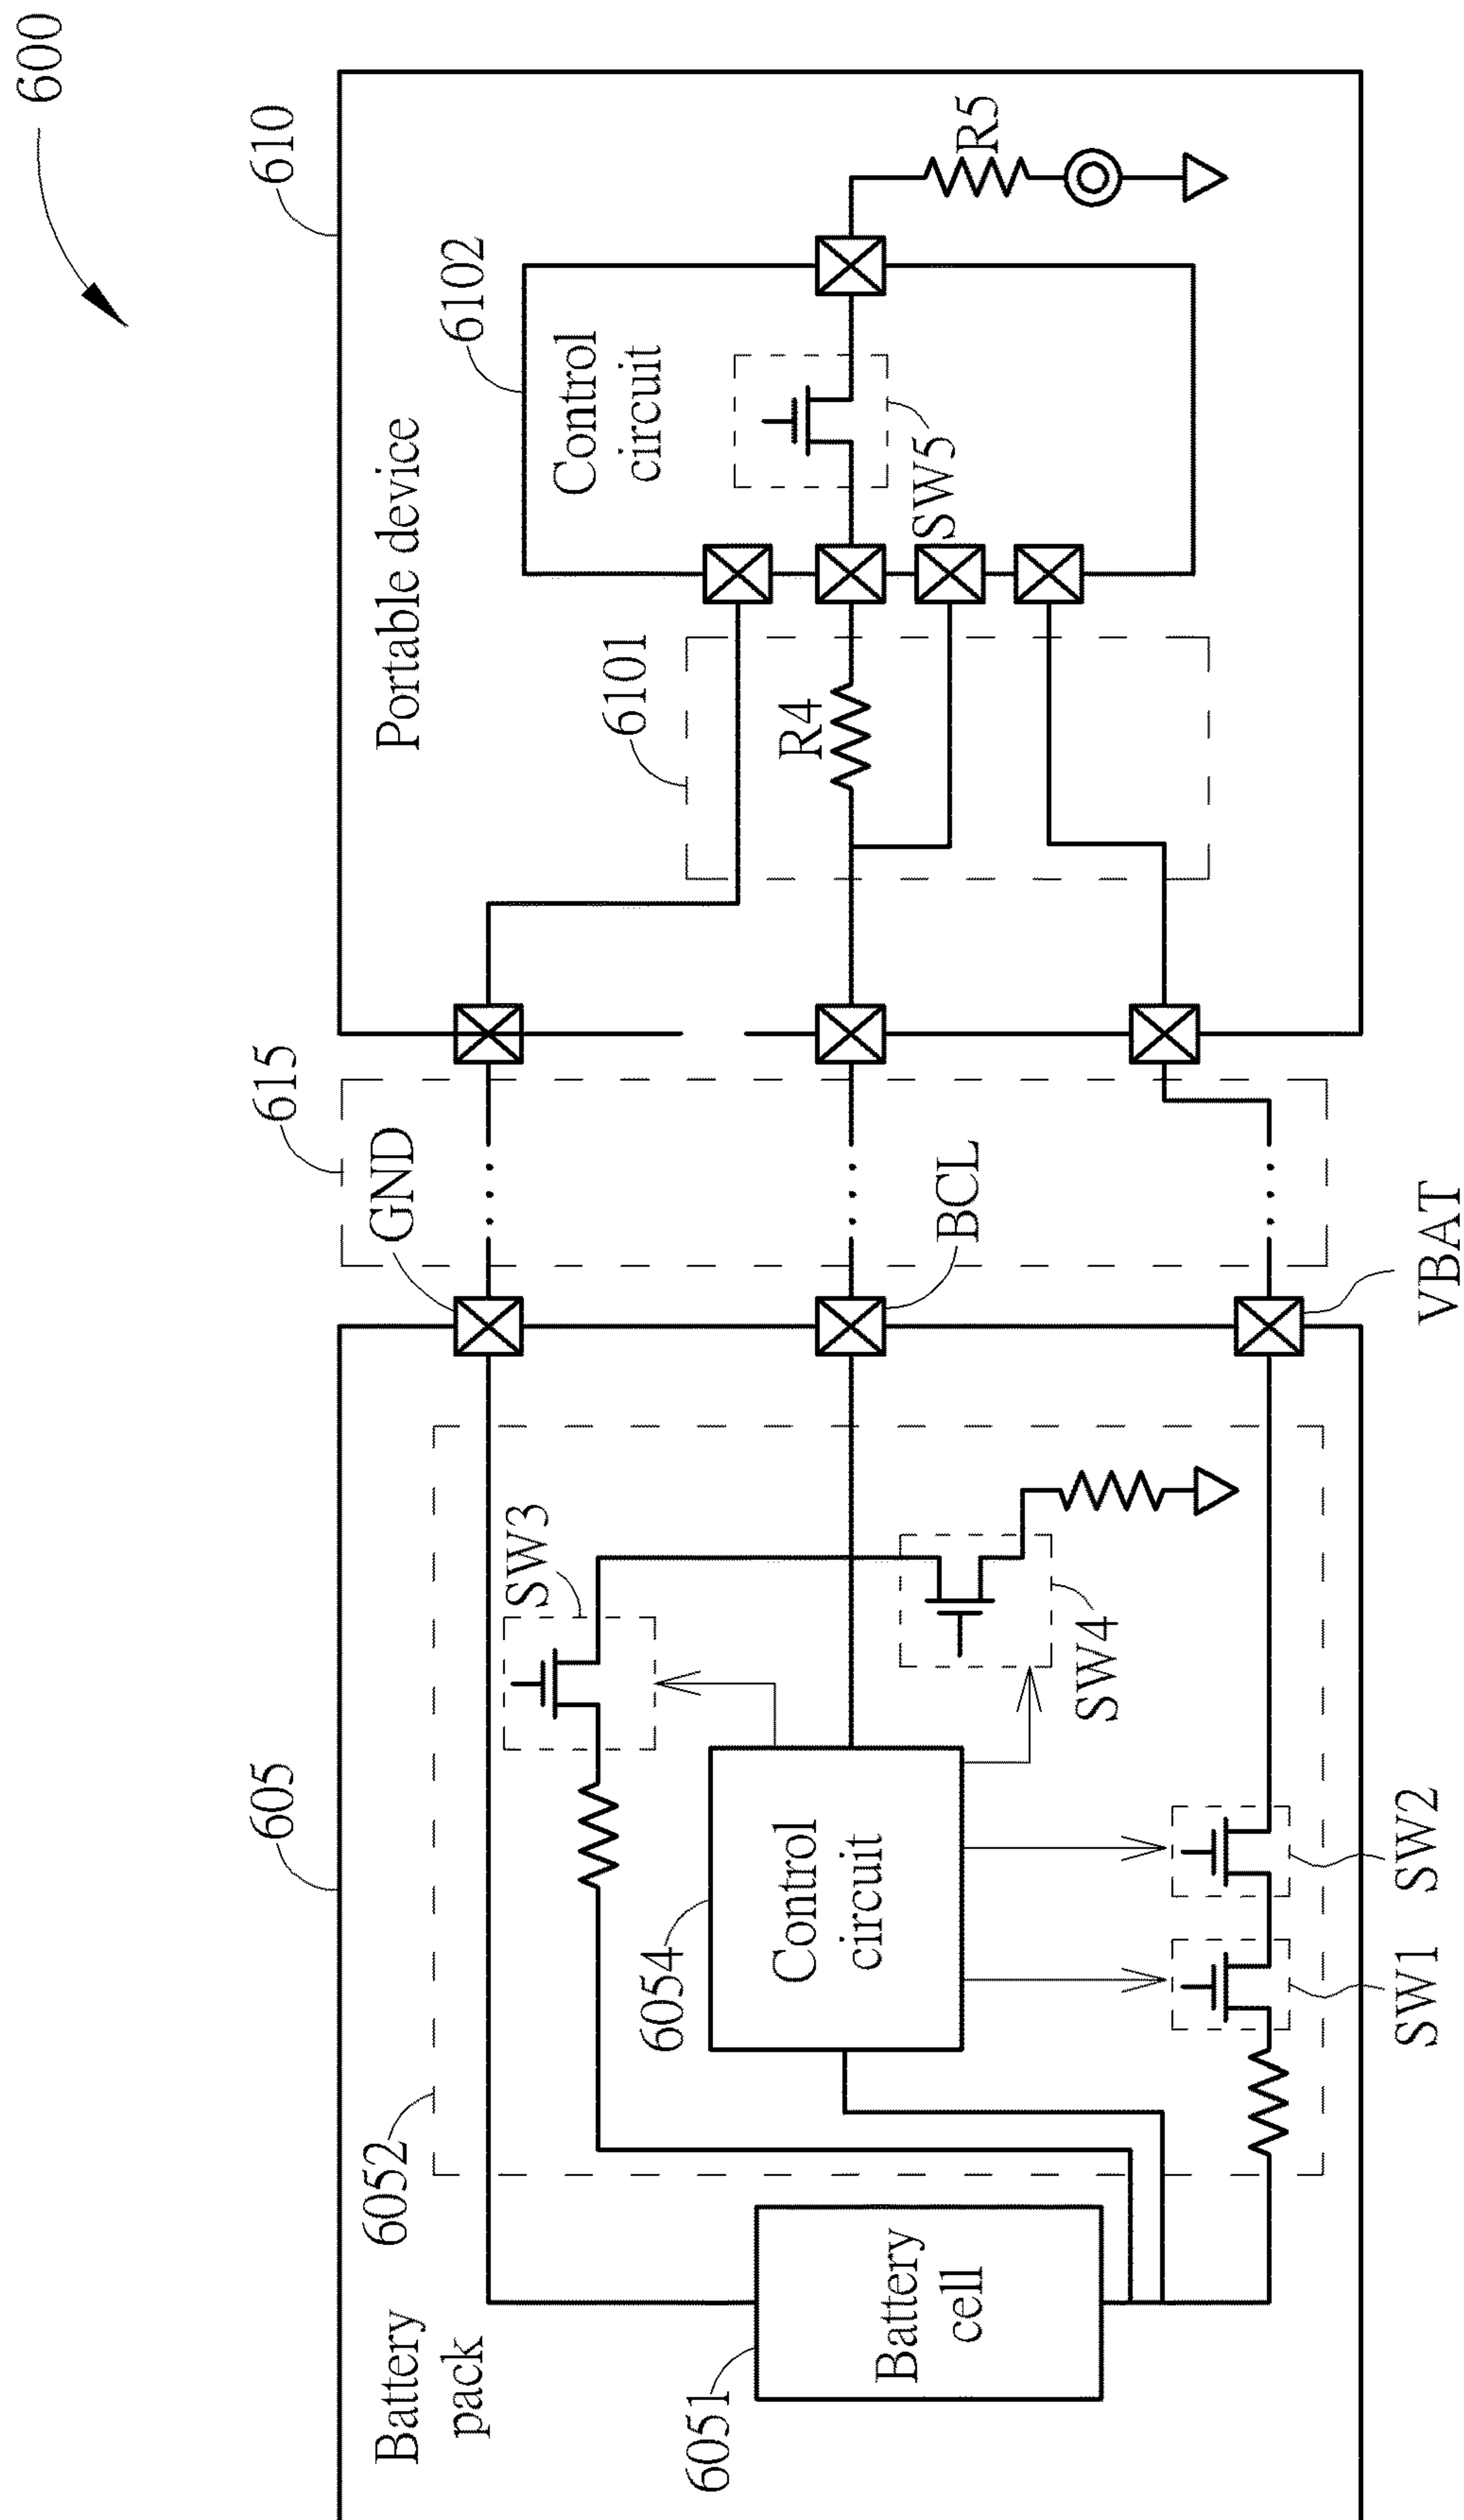 600
610
Portable device
6102
Control
circuit
SW5
R5
6101
R4
615
GND
BCL
VBAT
605
Battery
pack
6052
SW3
SW4
6054
Control
circuit
SW1
SW2
6051
Battery
cell